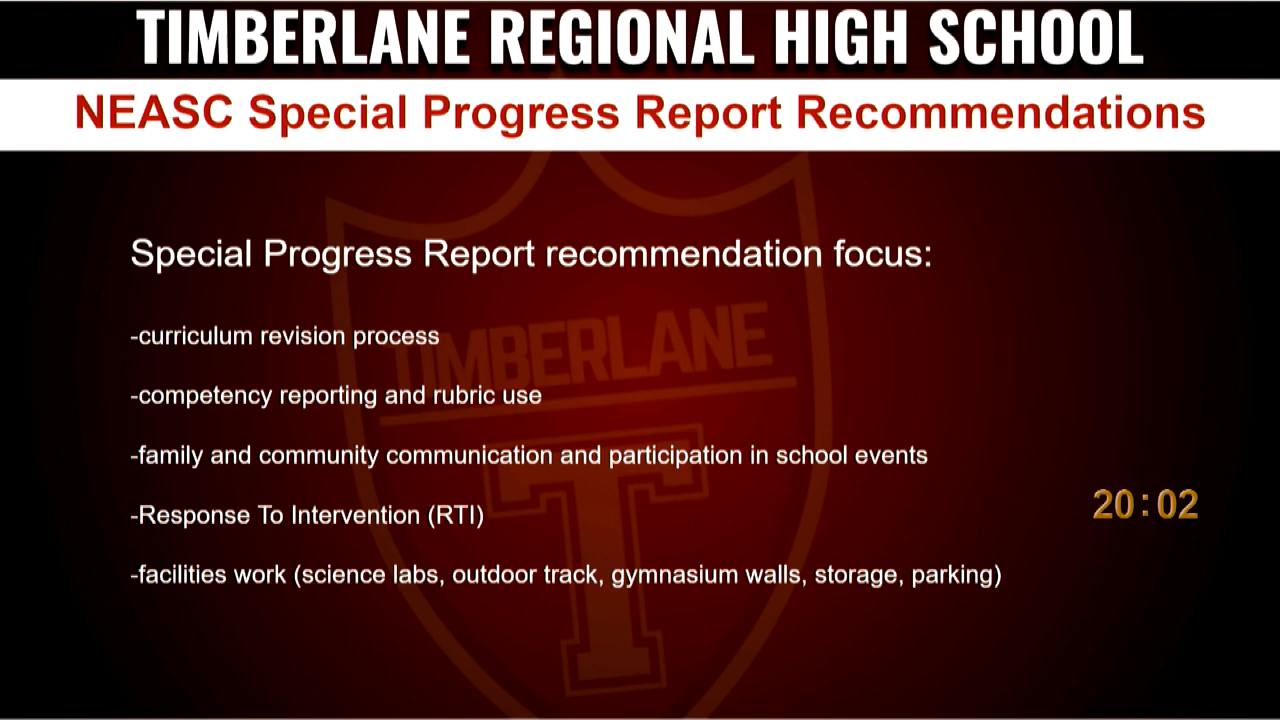 TIMBERLANE REGIONAL HIGH SCHOOL
NEASC Special Progress Report Recommendations
Special Progress Report recommendation focus:
-curriculum revision process
TIMBERLANE
-competency reporting and rubric use
-family and community communication and participation in school events
T
-Response To Intervention (RTI)
20:02
-facilities work (science labs, outdoor track, gymnasium walls, storage, parking)